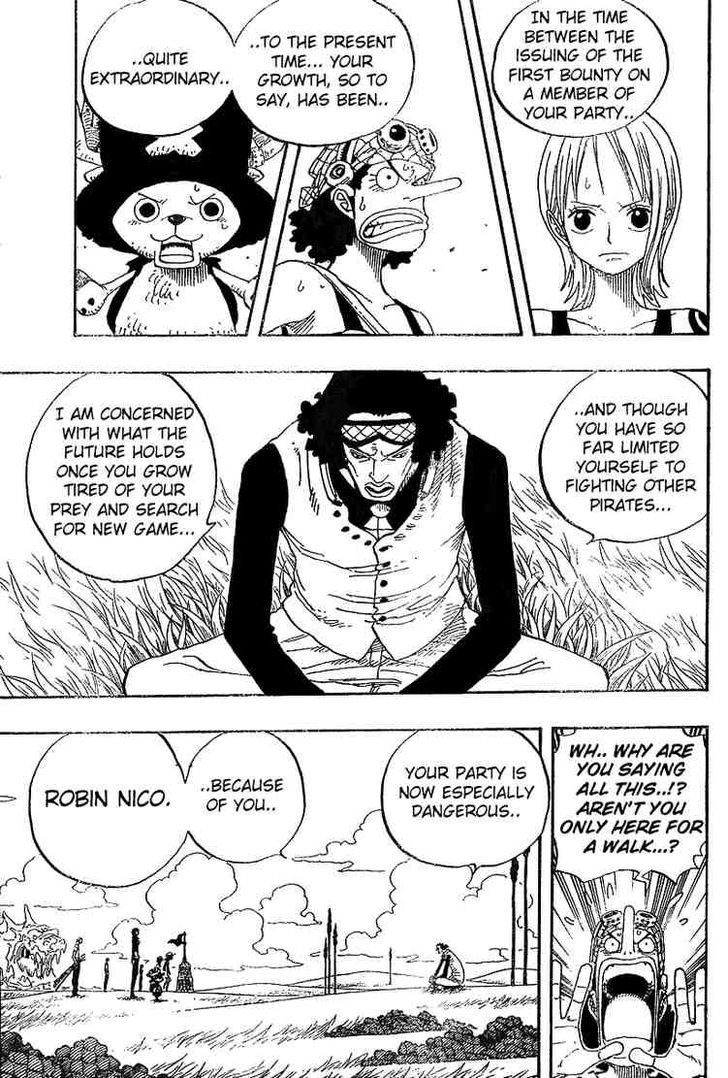 IN THE TIME
BETWEEN THE
ISSUING OF THE
FIRST BOUNTY ON
A MEMBER OF
YOUR PARTY..
..TO THE PRESENT
TIME... YOUR
GROWTH, SO TO
SAY, HAS BEEN..
..QUITE
EXTRAORDINARY..
..AND THOUGH
YOU HAVE SO
FAR LIMITED
YOURSELF TO
FIGHTING OTHER
PIRATES...
I AM CONCERNED
WITH WHAT THE
FUTURE HOLDS
ONCE YOU GROW
TIRED OF YOUR
PREY AND SEARCH
FOR NEW GAME...
WH.. WHY ARE
YOU SAYING
ALL THIS..!?
AREN'T YOU
ONLY HERE FOR
A WALK...?
YOUR PARTY IS
NOW ESPECIALLY
DANGEROUS..
..BECAUSE
OF YOU..
ROBIN NICO.